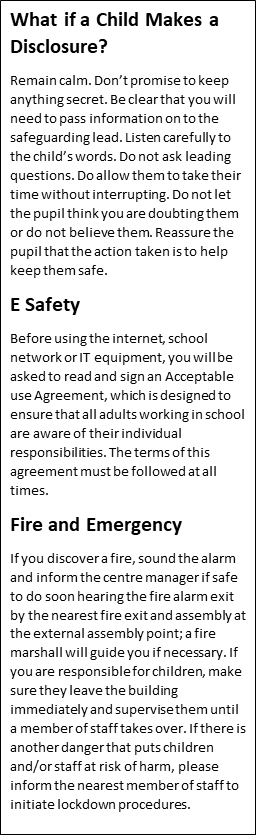 What if a Child Makes a
Disclosure?
Remain calm. Don't promise to keep
anything secret. Be clear that you will
need to pass information on to the
safeguarding lead. Listen carefully to
the child's words. Do not ask leading
questions. Do allow them to take their
time without interrupting. Do not let
the pupil think you are doubting them
or do not believe them. Reassure the
pupil that the action taken is to help
keep them safe.
E Safety
Before using the internet, school
network or IT equipment, you will be
asked to read and sign an Acceptable
use Agreement, which is designed to
ensure that all adults working in school
are aware of their individual
responsibilities. The terms of this
agreement must be followed at all
times.
Fire and Emergency
If you discover a fire, sound the alarm
and inform the centre manager if safe
to do soon hearing the fire alarm exit
by the nearest fire exit and assembly at
the external assembly point; a fire
marshall will guide you if necessary. If
you are responsible for children, make
sure they leave the building
immediately and supervise them until
a member of staff takes over. If there is
another danger that puts children
and/or staff at risk of harm, please
inform the nearest member of staff to
initiate lockdown procedures.